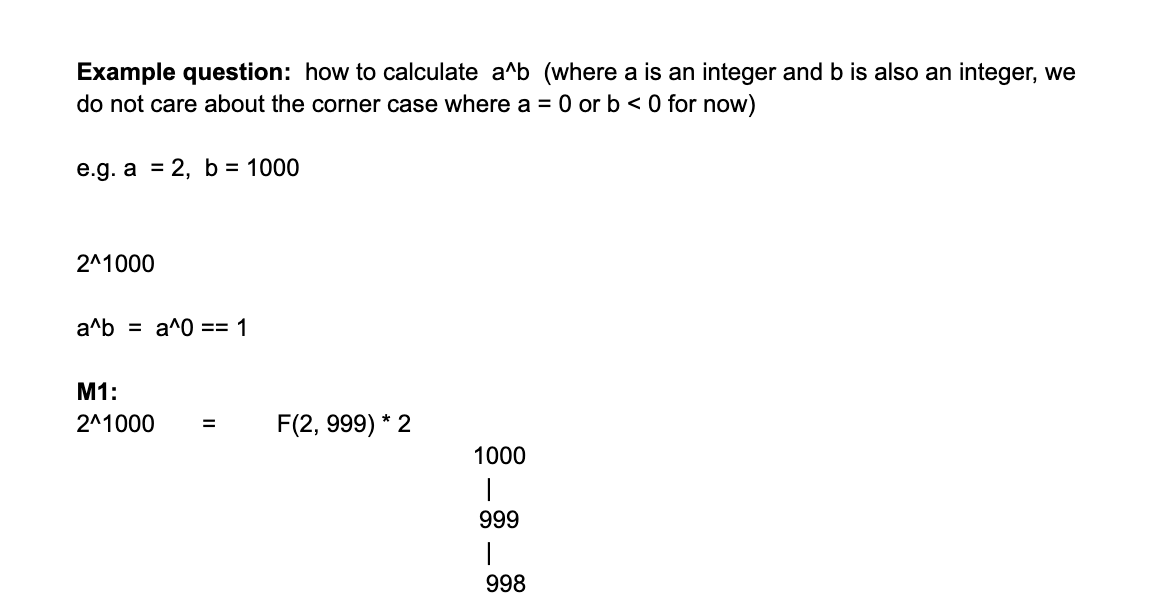 Example question:  how to calculate  a^b  (where a is an integer and b is also an integer, we
do not care about the corner case where a = 0 or b < 0 for now)
e.g. a  = 2,  b = 1000
2^1000
a^b  =  a^0 == 1
M1:
2^1000       =         F(2, 999) * 2
1000
|
999
|
998